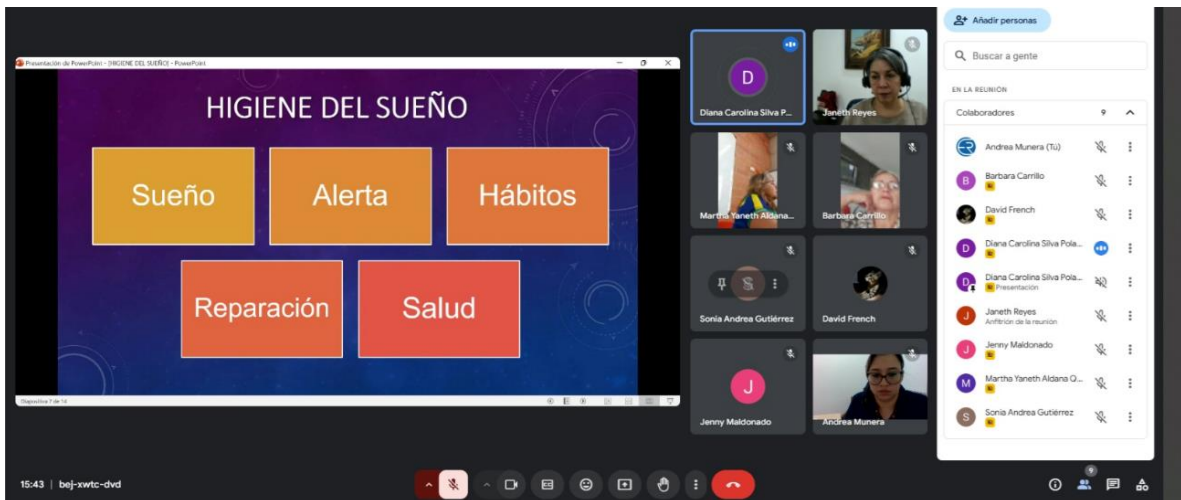 Presentación de PowerPoint - [HIGIENE DEL SUEÑO] - PowerPoint
HIGIENE DEL SUEÑO
Sueño
Alerta
Hábitos
Reparación
Salud
Diapositiva 7 de 14
D
Diana Carolina Silva P...
Janeth Reyes
Martha Yaneth Aldana...
Barbara Carrillo
S
Sonia Andrea Gutiérrez
David French
J
Jenny Maldonado
Andrea Munera
Añadir personas
Buscar a gente
EN LA REUNIÓN
Colaboradores 9
Andrea Munera (Tú)
B Barbara Carrillo
David French
D Diana Carolina Silva Pola...
D Diana Carolina Silva Pola...
Presentación
J Janeth Reyes
Anfitrión de la reunión
J Jenny Maldonado
M Martha Yaneth Aldana Q...
S Sonia Andrea Gutiérrez
15:43 | bej-xwtc-dvd
9